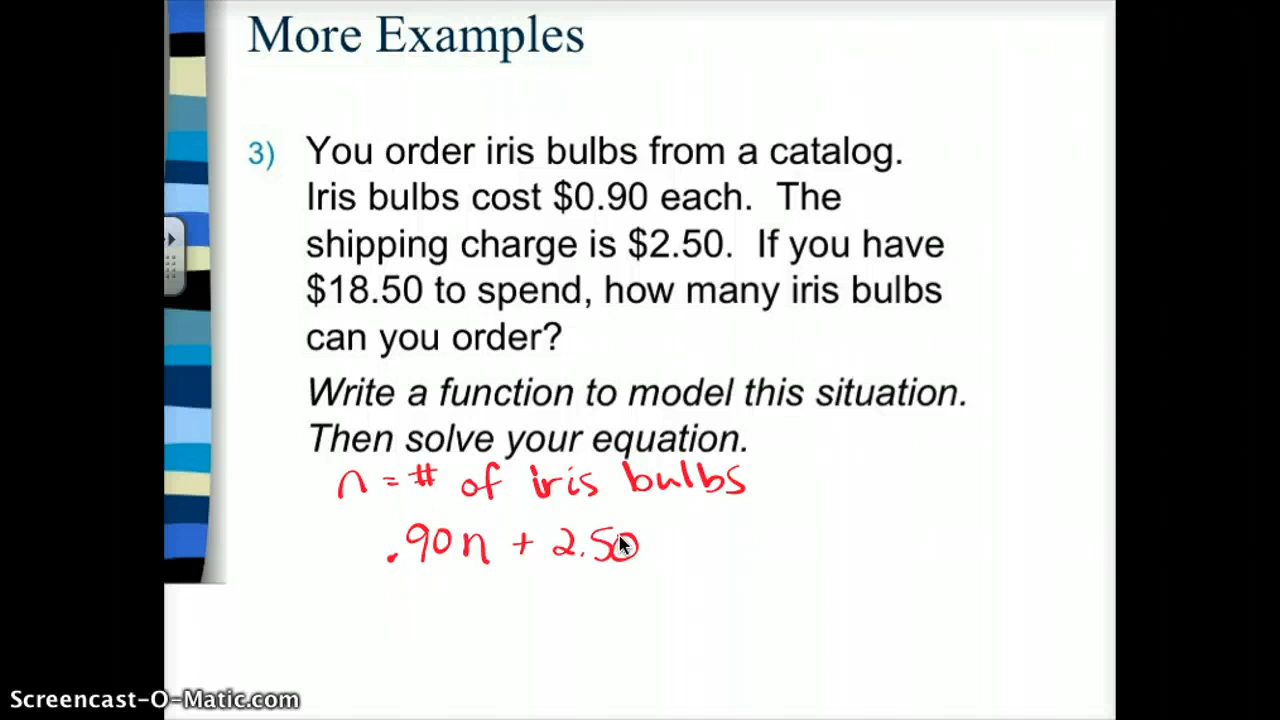 More Examples
3) You order iris bulbs from a catalog.
Iris bulbs cost $0.90 each. The
shipping charge is $2.50. If you have
$18.50 to spend, how many iris bulbs
can you order?
Write a function to model this situation.
Then solve your equation.
n = # of iris bulbs
.90n + 2.50
Screencast-O-Matic.com